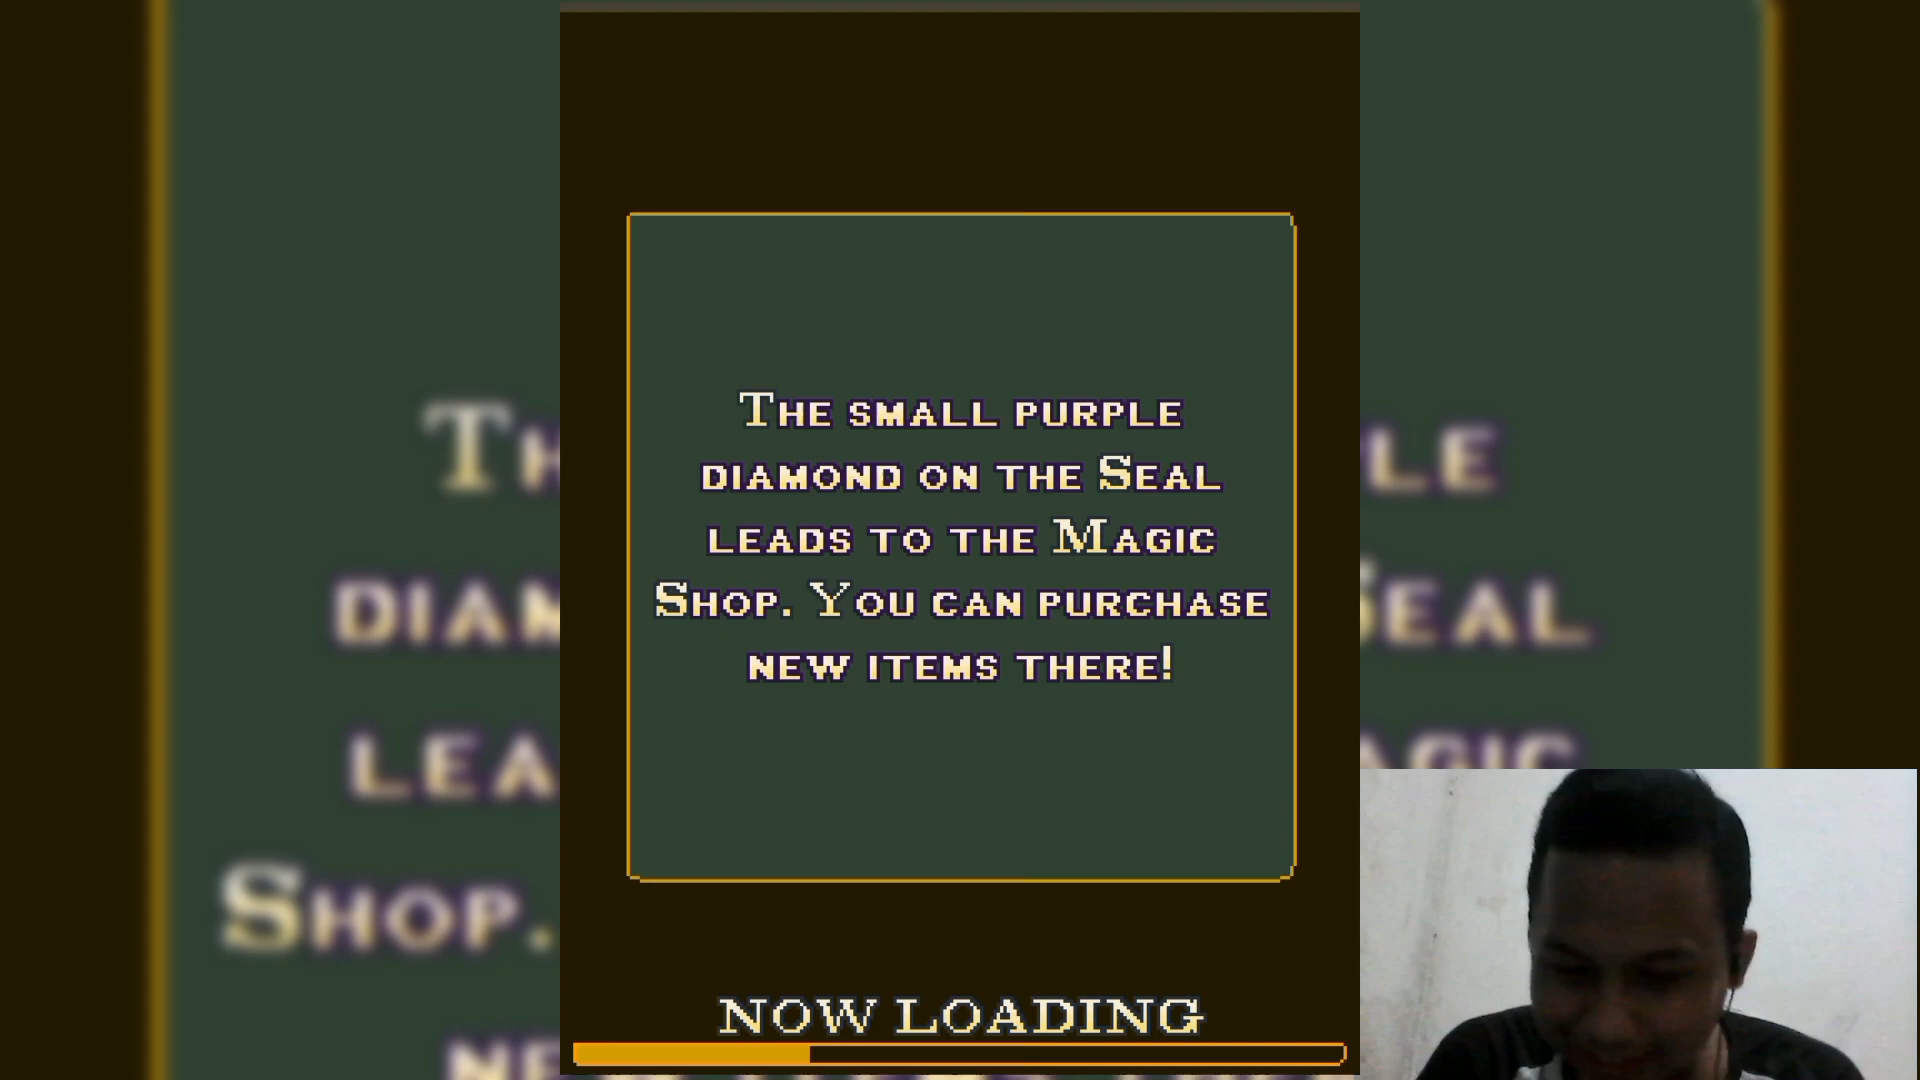 The small purple
diamond on the Seal
leads to the Magic
Shop. You can purchase
new items there!
NOW LOADING